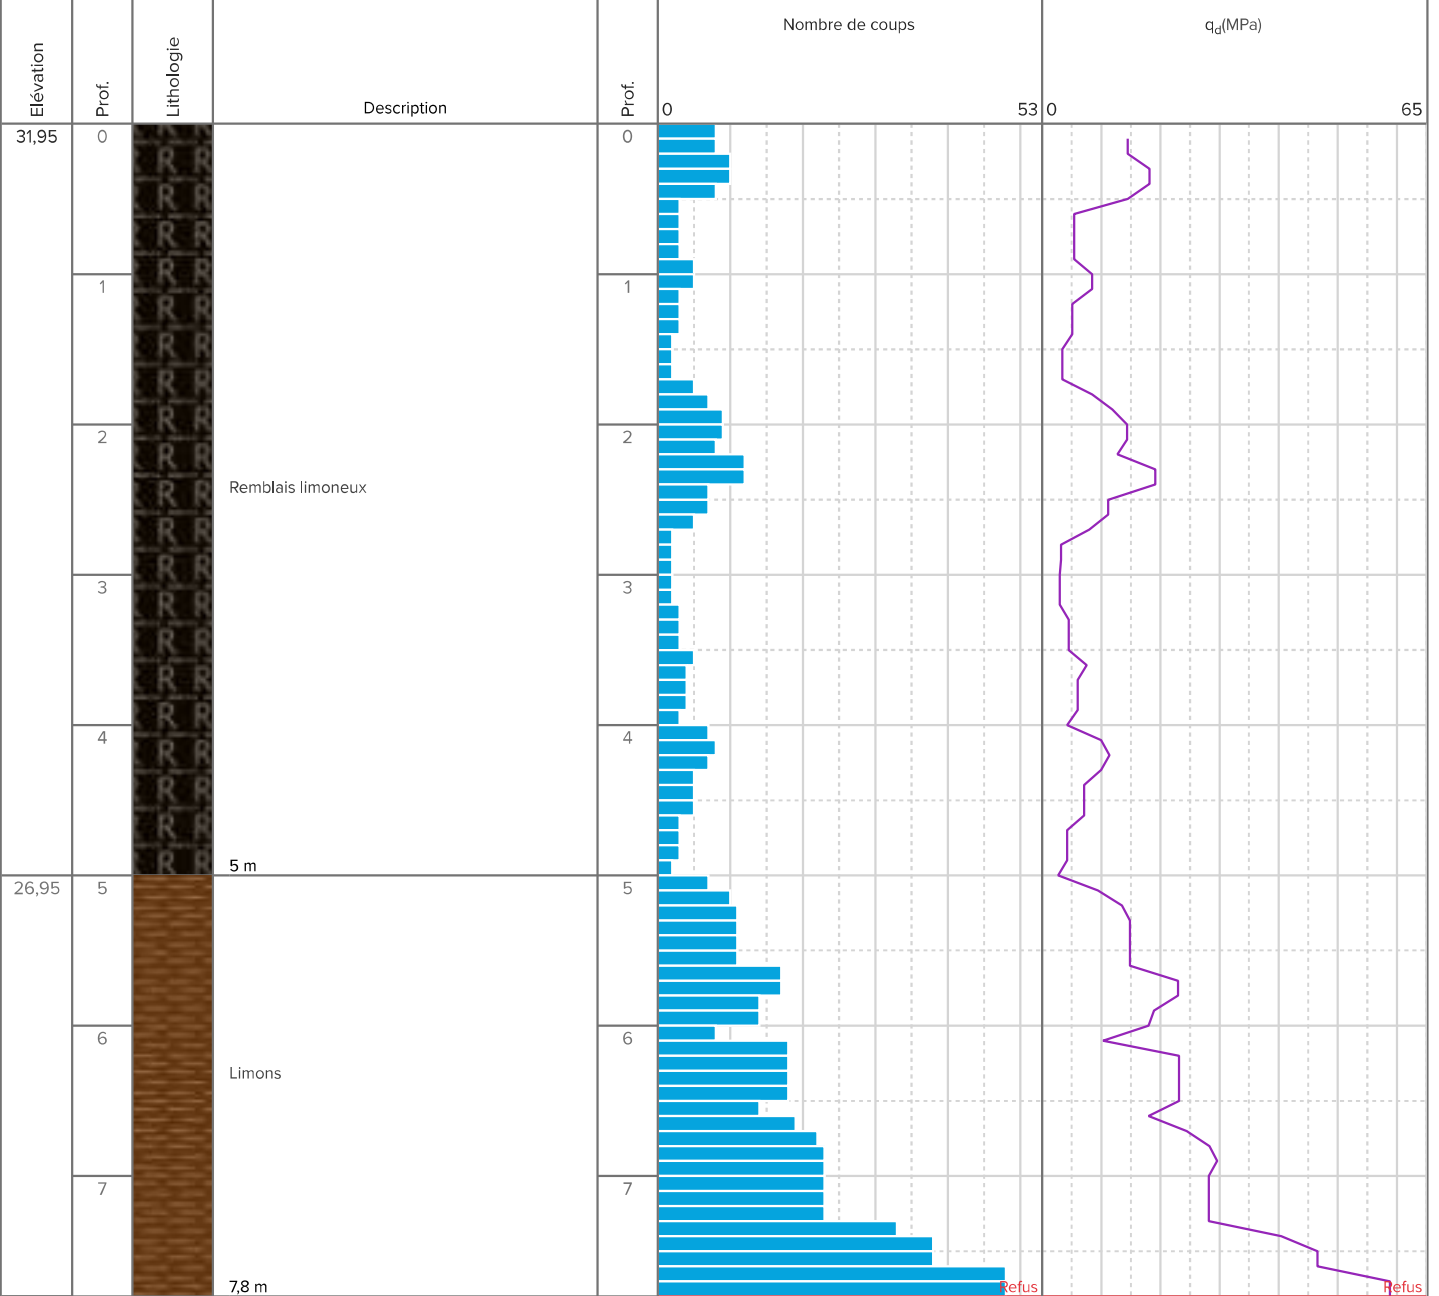 Elévation
Prof.
Lithologie
Description
Prof.
Nombre de coups
qd(MPa)
0
53
0
65
31,95
0
0
1
1
2
2
Remblais limoneux
3
3
4
4
5 m
26,95
5
5
6
6
Limons
7
7
7,8 m
Refus
Refus